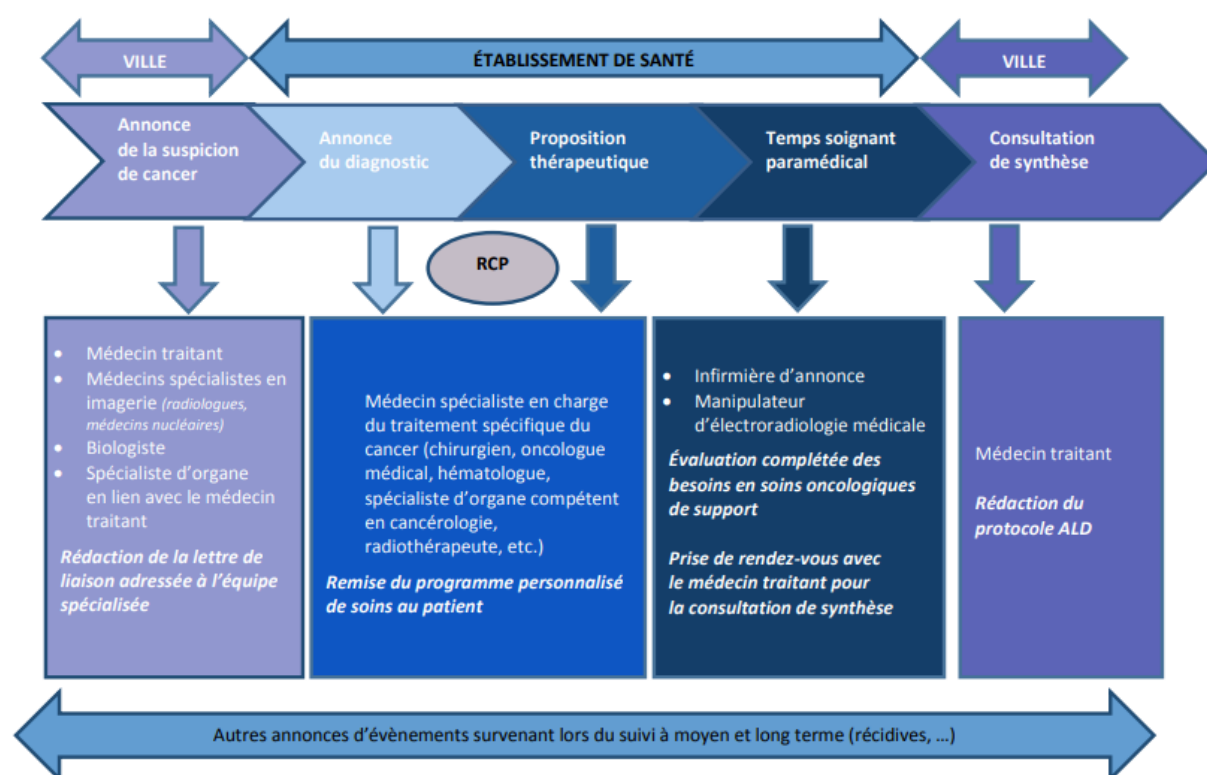 VILLE
ÉTABLISSEMENT DE SANTÉ
VILLE
Annonce
de la suspicion
de cancer
Annonce
du diagnostic
Proposition
thérapeutique
Temps soignant
paramédical
Consultation
de synthèse
RCP
• Médecin traitant
• Médecins spécialistes en
imagerie (radiologues,
médecins nucléaires)
• Biologiste
• Spécialiste d'organe
en lien avec le médecin
traitant
Rédaction de la lettre de
liaison adressée à l'équipe
spécialisée
Médecin spécialiste en charge
du traitement spécifique du
cancer (chirurgien, oncologue
médical, hématologue,
spécialiste d'organe compétent
en cancérologie,
radiothérapeute, etc.)
Remise du programme personnalisé
de soins au patient
• Infirmière d'annonce
• Manipulateur
d'électroradiologie médicale
Évaluation complétée des
besoins en soins oncologiques
de support
Prise de rendez-vous avec
le médecin traitant pour
la consultation de synthèse
Médecin traitant
Rédaction du
protocole ALD
Autres annonces d'évènements survenant lors du suivi à moyen et long terme (récidives, …)